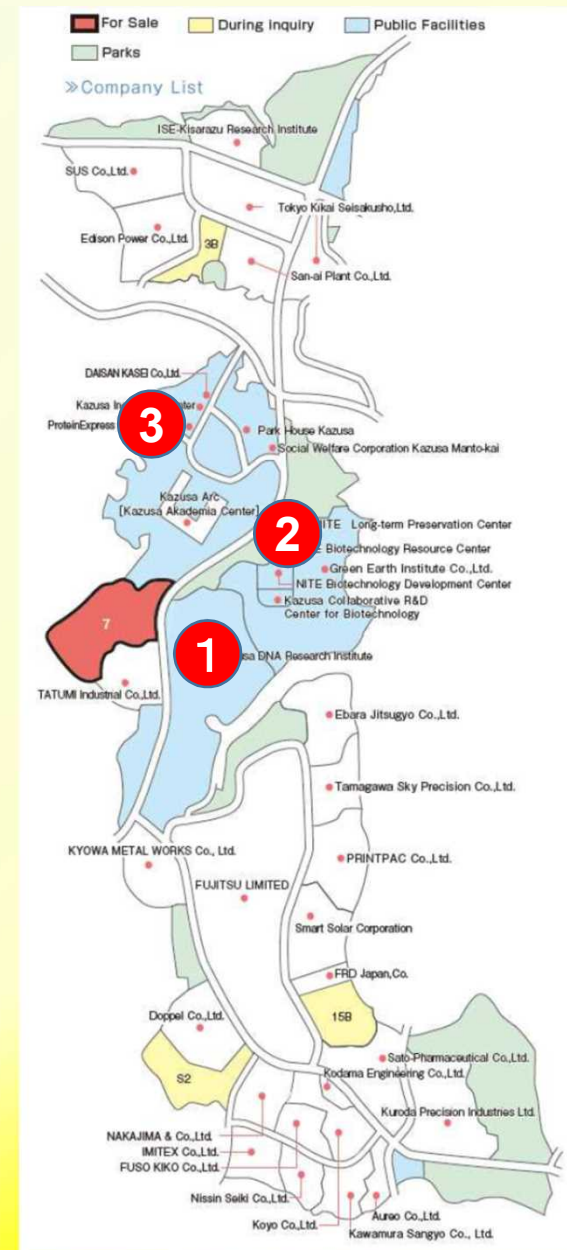 For Sale
During inquiry
Public Facilities
Parks
≫Company List
ISE-Kisarazu Research Institute
SUS Co.,Ltd.
Tokyo Kikai Seisakusho,Ltd.
Edison Power Co.,Ltd.
3B
San-ai Plant Co.,Ltd.
DAISAN KASEI Co.,Ltd.
Kazusa
ProteinExpress
3
Park House Kazusa
Social Welfare Corporation Kazusa Manto-kai
Kazusa Arc
[Kazusa Akademia Center]
2
Long-term Preservation Center
Biotechnology Resource Center
Green Earth Institute Co.,Ltd.
NITE Biotechnology Development Center
Kazusa Collaborative R&D
Center for Biotechnology
7
1
DNA Research Institute
TATUMI Industrial Co.,Ltd.
Ebara Jitsugyo Co.,Ltd.
Tamagawa Sky Precision Co.,Ltd.
KYOWA METAL WORKS Co., Ltd.
PRINTPAC Co.,Ltd.
FUJITSU LIMITED
Smart Solar Corporation
FRD Japan,Co.
Doppel Co.,Ltd.
15B
S2
Sato-Pharmaceutical Co.,Ltd.
Kodama Engineering Co.,Ltd.
Kuroda Precision Industries Ltd.
NAKAJIMA & Co.,Ltd.
IMITEX Co.,Ltd.
FUSO KIKO Co.,Ltd.
Nissin Seiki Co.,Ltd.
Koyo Co.,Ltd.
Aureo Co.,Ltd.
Kawamura Sangyo Co., Ltd.